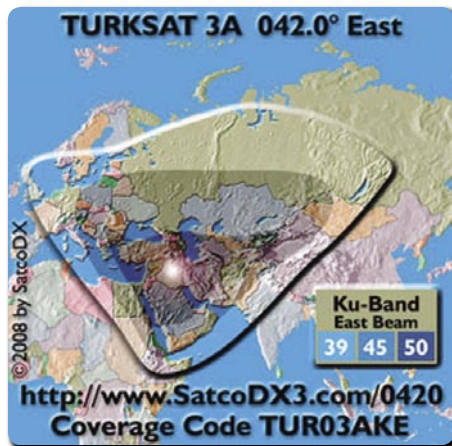 TURKSAT 3A 042.0° East
©2008 by SatcoDX
Ku-Band
East Beam
39 45 50
http://www.SatcoDX3.com/0420
Coverage Code TUR03AKE